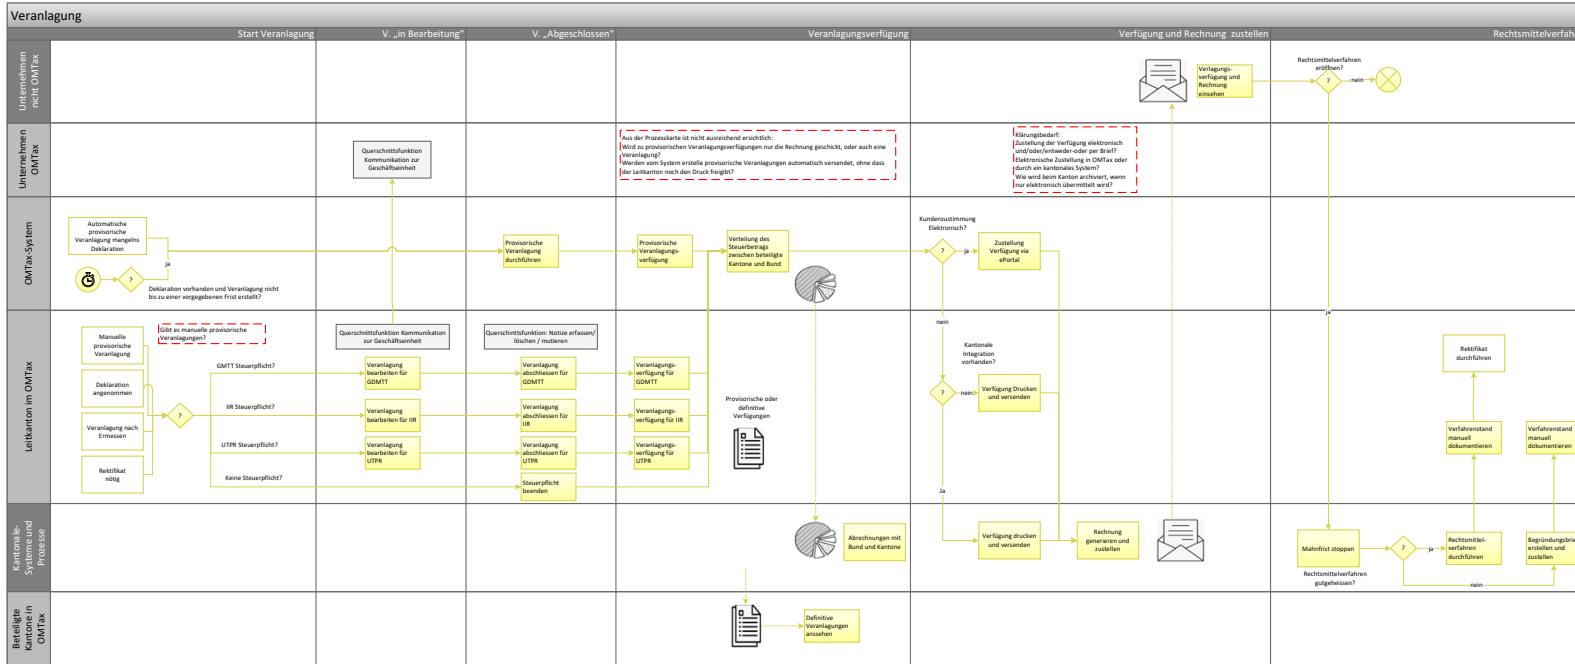 Veranlagung
Start Veranlagung
V. „in Bearbeitung“
V. „Abgeschlossen“
Veranlagungsverfügung
Verfügung und Rechnung zustellen
Rechtsmittelverfahr
Unternehmen
nicht OMTax
Verlagungs-
verfügung und
Rechnung
einsehen
Rechtsmittelverfahren
eröffnen?
?
nein
Unternehmen
OMTax
Querschnittsfunktion
Kommunikation zur
Geschäftseinheit
Aus der Prozesskarte ist nicht ausreichend ersichtlich:
Wird zu provisorischen Veranlagungsverfügungen nur die Rechnung geschickt, oder auch eine
Veranlagung?
Werden vom System erstelle provisorische Veranlagungen automatisch versendet, ohne dass
der Leitkanton noch den Druck freigibt?
Klärungsbedarf:
Zustellung der Verfügung elektronisch
und/oder/entweder-oder per Brief?
Elektronische Zustellung in OMTax oder
durch ein kantonales System?
Wie wird beim Kanton archiviert, wenn
nur elektronisch übermittelt wird?
OMTax-System
Automatische
provisorische
Veranlagung mangelns
Deklaration
ja
?
Deklaration vorhanden und Veranlagung nicht
bis zu einer vorgegebenen Frist erstellt?
Provisorische
Veranlagung
durchführen
Provisorische
Veranlagungs-
verfügung
Verteilung des
Steuerbetrags
zwischen beteiligte
Kantone und Bund
Kundenzustimmung
Elektronisch?
?
ja
Zustellung
Verfügung via
ePortal
nein
ja
Leitkanton im OMTax
Manuelle
provisorische
Veranlagung
Gibt es manuelle provisorische
Veranlagungen?
Deklaration
angenommen
Veranlagung nach
Ermessen
Rektifikat
nötig
?
GMTT Steuerpflicht?
IIR Steuerpflicht?
UTPR Steuerpflicht?
Keine Steuerpflicht?
Querschnittsfunktion Kommunikation
zur Geschäftseinheit
Veranlagung
bearbeiten für
GDMTT
Veranlagung
bearbeiten für IIR
Veranlagung
bearbeiten für
UTPR
Querschinttsfunktion: Notize erfassen/
löschen / mutieren
Veranlagung
abschliessen für
GDMTT
Veranlagung
abschliessen für
IIR
Veranlagung
abschliessen für
UTPR
Steuerpflicht
beenden
Veranlagungs-
verfügung für
GDMTT
Veranlagungs-
verfügung für IIR
Veranlagungs-
verfügung für
UTPR
Provisorische oder
definitive
Verfügungen
Kantonale
Integration
vorhanden?
?
nein
Verfügung Drucken
und versenden
Ja
Rektifikat
durchführen
Verfahrenstand
manuell
dokumentieren
Verfahrenstand
manuell
dokumentieren
Kantonale-
Systeme und
Prozesse
Abrechnungen mit
Bund und Kantone
Verfügung drucken
und versenden
Rechnung
generieren und
zustellen
Mahnfrist stoppen
Rechtsmittelverfahren
gutgeheissen?
?
ja
Rechtsmittel-
verfahren
durchführen
nein
Begründungsbrie
erstellen und
zustellen
Beteiligte
Kantone in
OMTax
Definitive
Veranlagungen
anssehen